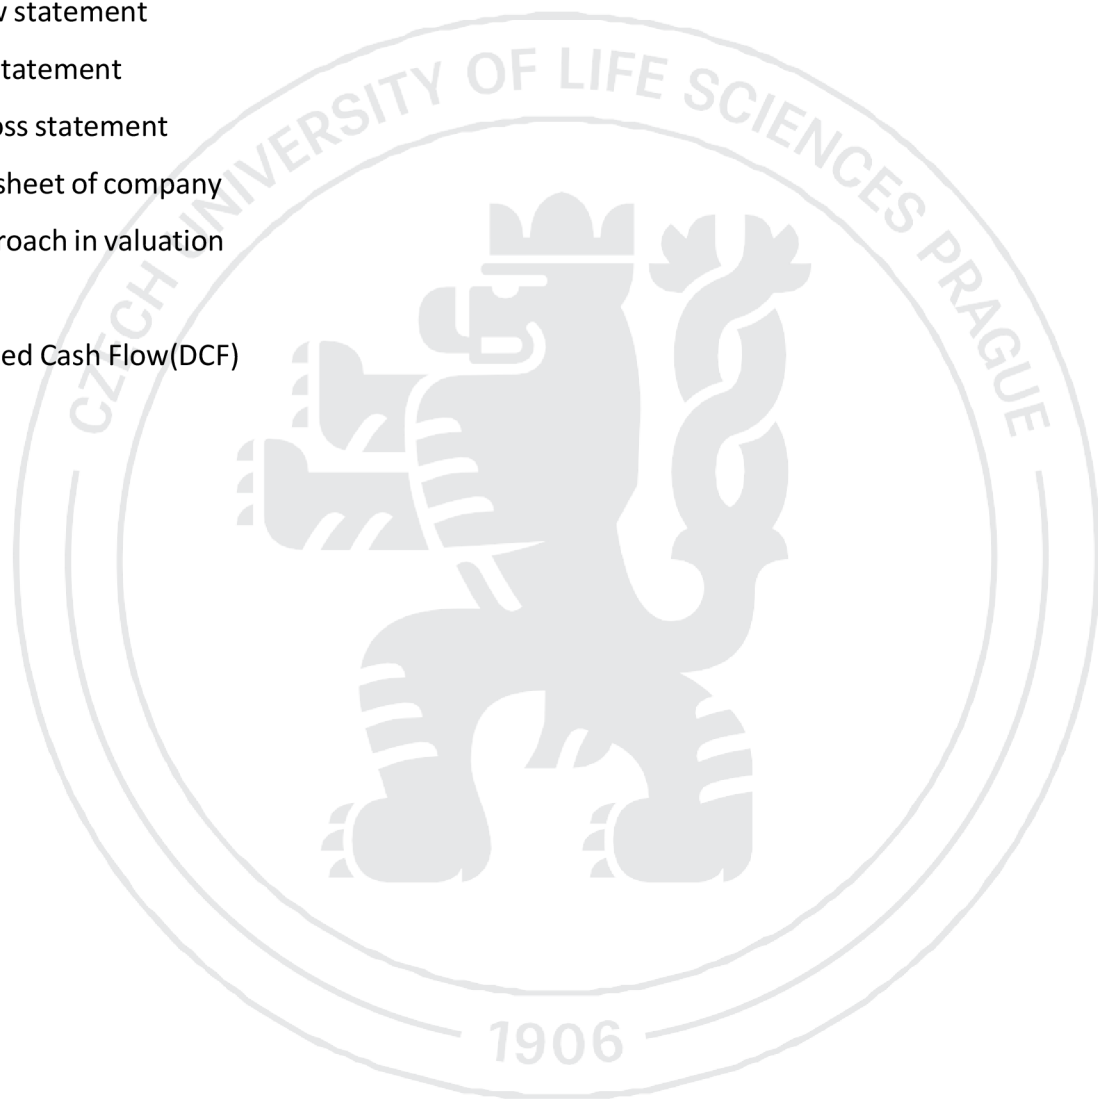 w statement
tatement
oss statement
sheet of company
roach in valuation
ed Cash Flow(DCF)
CZECH UNIVERSITY OF LIFE SCIENCES PRAGUE
1906